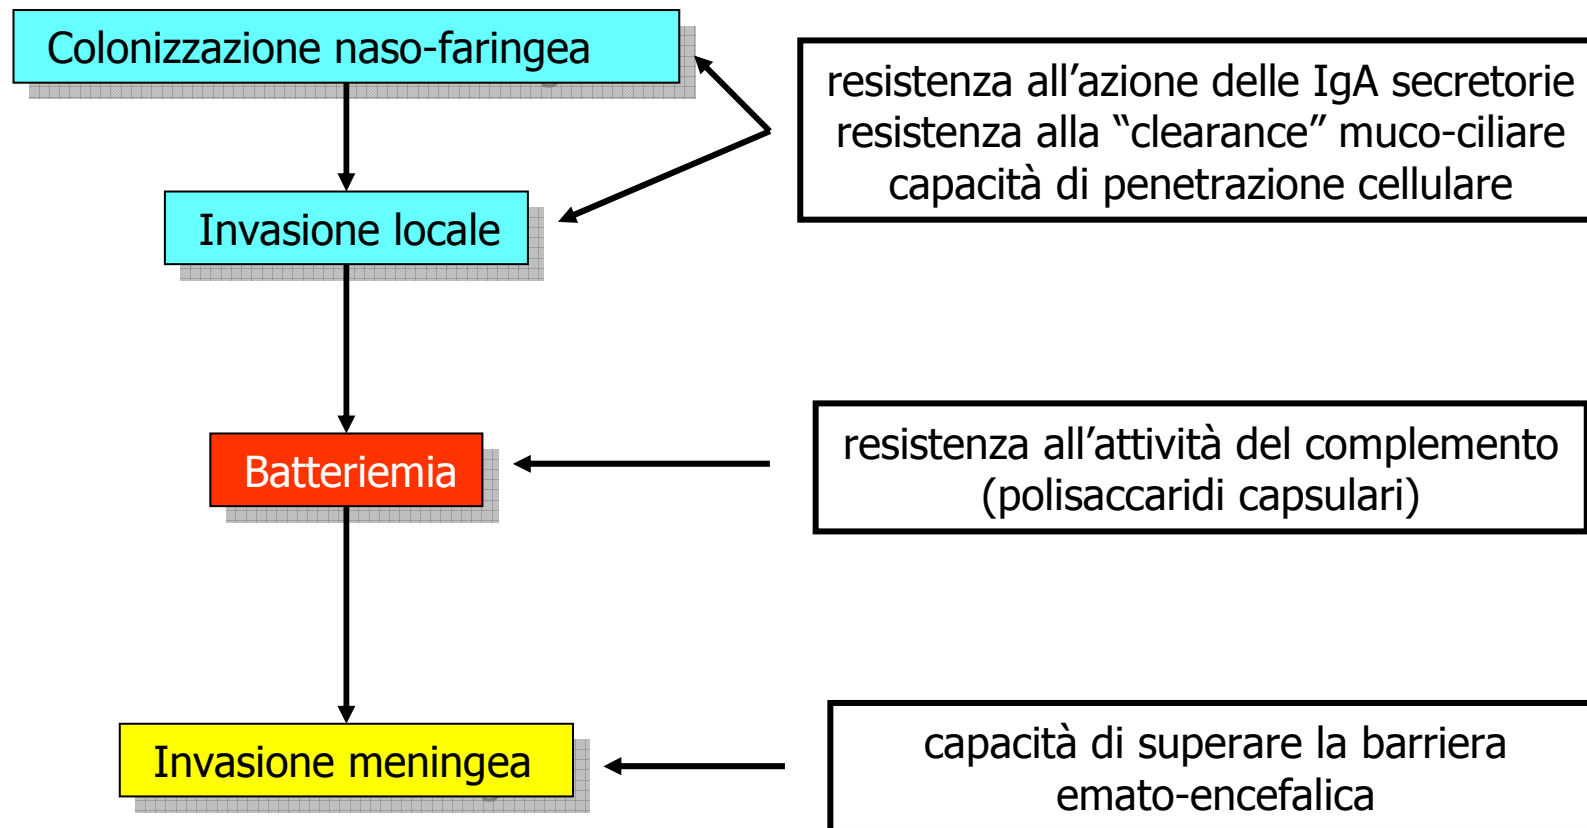 Colonizzazione naso-faringea
resistenza all’azione delle IgA secretorie
resistenza alla “clearance” muco-ciliare
capacità di penetrazione cellulare
Invasione locale
Batteriemia
resistenza all’attività del complemento
(polisaccaridi capsulari)
Invasione meningea
capacità di superare la barriera
emato-encefalica